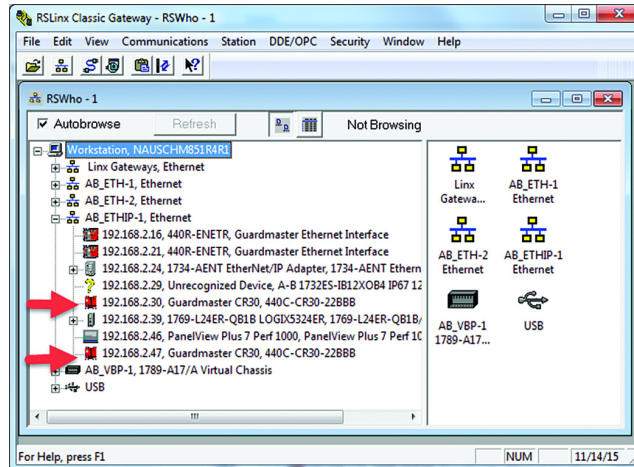 RSLinx Classic Gateway - RSWho - 1
File Edit View Communications Station DDE/OPC Security Window Help
RSWho - 1
Autobrowse Refresh Not Browsing
Workstation, NAUSCHM851R4R1
Linx Gateways, Ethernet
AB_ETH-1, Ethernet
AB_ETH-2, Ethernet
AB_ETHIP-1, Ethernet
192.168.2.16, 440R-ENETR, Guardmaster Ethernet Interface
192.168.2.21, 440R-ENETR, Guardmaster Ethernet Interface
192.168.2.24, 1734-AENT EtherNet/IP Adapter, 1734-AENT Ethern
192.168.2.29, Unrecognized Device, A-B 1732ES-IB12XOB4 IP67 12
192.168.2.30, Guardmaster CR30, 440C-CR30-22BBB
192.168.2.39, 1769-L24ER-QB1B LOGIX5324ER, 1769-L24ER-QB1B/
192.168.2.46, PanelView Plus 7 Perf 1000, PanelView Plus 7 Perf 10
192.168.2.47, Guardmaster CR30, 440C-CR30-22BBB
AB_VBP-1, 1789-A17/A Virtual Chassis
USB
Linx Gatewa...
AB_ETH-1 Ethernet
AB_ETH-2 Ethernet
AB_ETHIP-1 Ethernet
AB_VBP-1 1789-A17...
USB
For Help, press F1
NUM 11/14/15